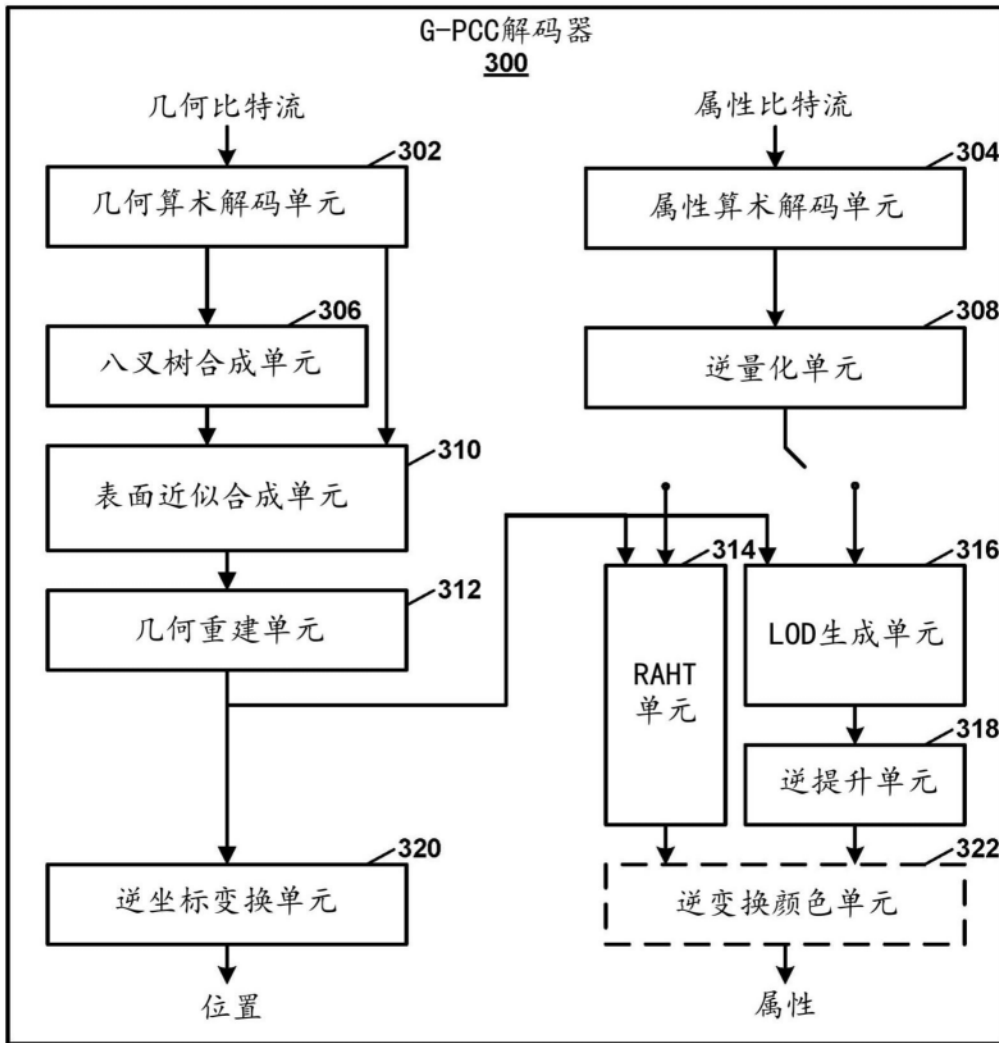 G-PCC解码器
300
几何比特流
属性比特流
302
几何算术解码单元
304
属性算术解码单元
306
八叉树合成单元
308
逆量化单元
310
表面近似合成单元
312
几何重建单元
314
RAHT
单元
316
LOD生成单元
318
逆提升单元
320
逆坐标变换单元
322
逆变换颜色单元
位置
属性